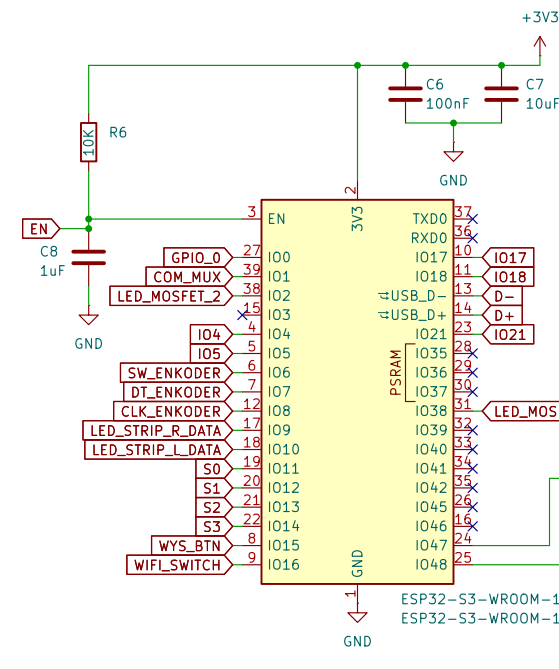 +3V3
C6
100nF
C7
10uF
10K
R6
GND
2
3V3
EN
3
EN
C8
1uF
GND
GPIO_0 27 IO0
COM_MUX 39 IO1
LED_MOSFET_2 38 IO2
15 IO3
IO4 4 IO4
IO5 5 IO5
SW_ENKODER 6 IO6
DT_ENKODER 7 IO7
CLK_ENKODER 12 IO8
LED_STRIP_R_DATA 17 IO9
LED_STRIP_L_DATA 18 IO10
S0 19 IO11
S1 20 IO12
S2 21 IO13
S3 22 IO14
WYS_BTN 8 IO15
WIFI_SWITCH 9 IO16
TXD0 37
RXD0 36
IO17 10 IO17
IO18 11 IO18
USB_D- 13 D-
USB_D+ 14 D+
IO21 23 IO21
PSRAM
IO35 28
IO36 29
IO37 30
IO38 31 LED_MOS
IO39 32
IO40 33
IO41 34
IO42 35
IO45 26
IO46 16
IO47 24
IO48 25
GND
1
GND
ESP32-S3-WROOM-1
ESP32-S3-WROOM-1